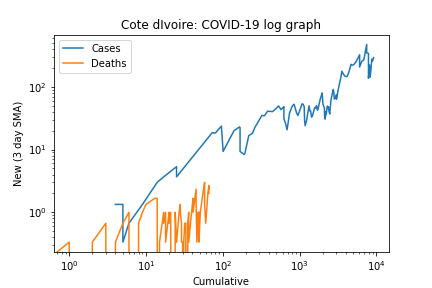 Cote dIvoire: COVID-19 log graph
Cases
Deaths
New (3 day SMA)
10²
10¹
10⁰
10⁰ 10¹ 10² 10³ 10⁴
Cumulative